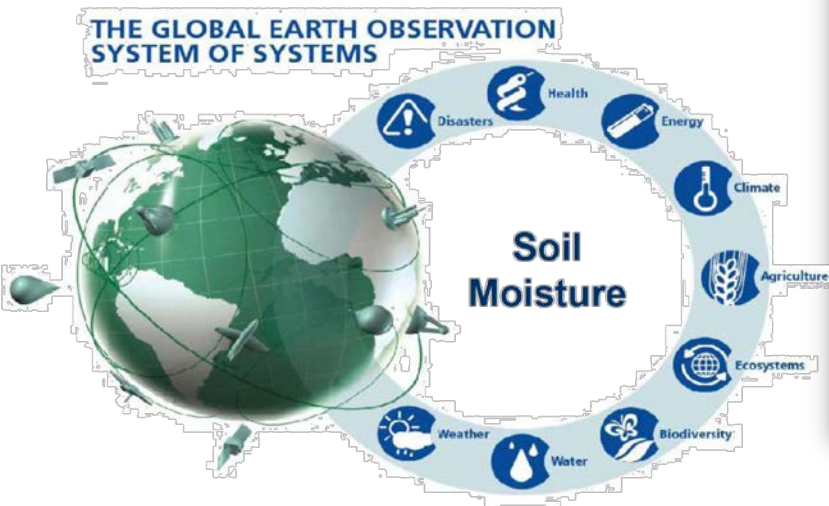 THE GLOBAL EARTH OBSERVATION
SYSTEM OF SYSTEMS
Health
Disasters
Energy
Climate
Soil
Moisture
Agriculture
Ecosystems
Weather
Biodiversity
Water